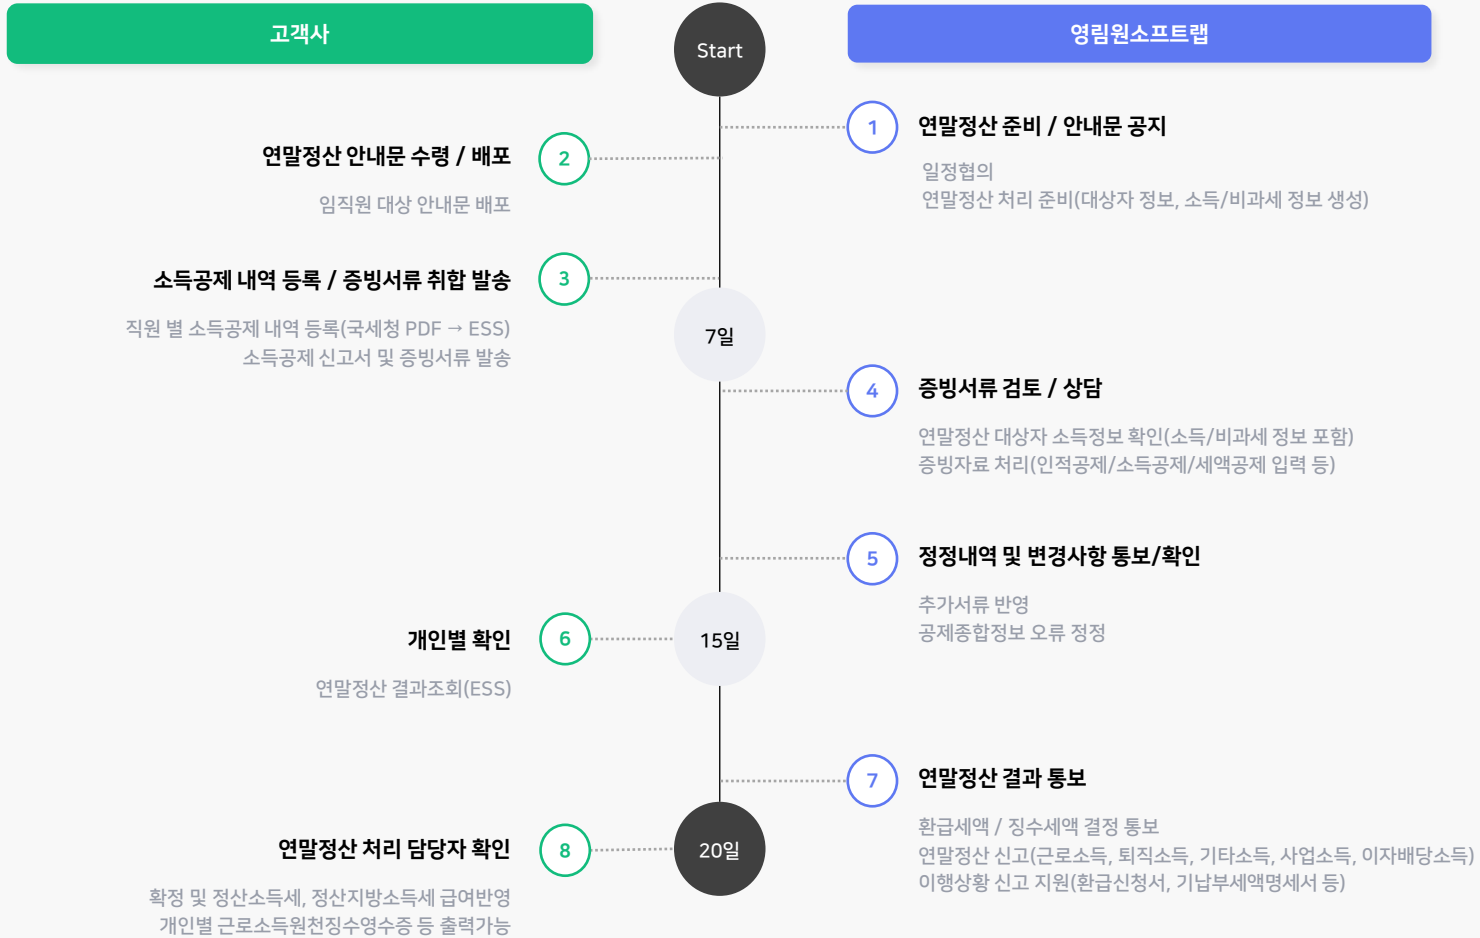 고객사
Start
영림원소프트랩
1
연말정산 준비 / 안내문 공지
일정협의
연말정산 처리 준비(대상자 정보, 소득/비과세 정보 생성)
2
연말정산 안내문 수령 / 배포
임직원 대상 안내문 배포
3
소득공제 내역 등록 / 증빙서류 취합 발송
직원 별 소득공제 내역 등록(국세청 PDF → ESS)
소득공제 신고서 및 증빙서류 발송
7일
4
증빙서류 검토 / 상담
연말정산 대상자 소득정보 확인(소득/비과세 정보 포함)
증빙자료 처리(인적공제/소득공제/세액공제 입력 등)
5
정정내역 및 변경사항 통보/확인
추가서류 반영
공제종합정보 오류 정정
15일
6
개인별 확인
연말정산 결과조회(ESS)
7
연말정산 결과 통보
환급세액 / 징수세액 결정 통보
연말정산 신고(근로소득, 퇴직소득, 기타소득, 사업소득, 이자배당소득)
이행상황 신고 지원(환급신청서, 기납부세액명세서 등)
20일
8
연말정산 처리 담당자 확인
확정 및 정산소득세, 정산지방소득세 급여반영
개인별 근로소득원천징수영수증 등 출력가능